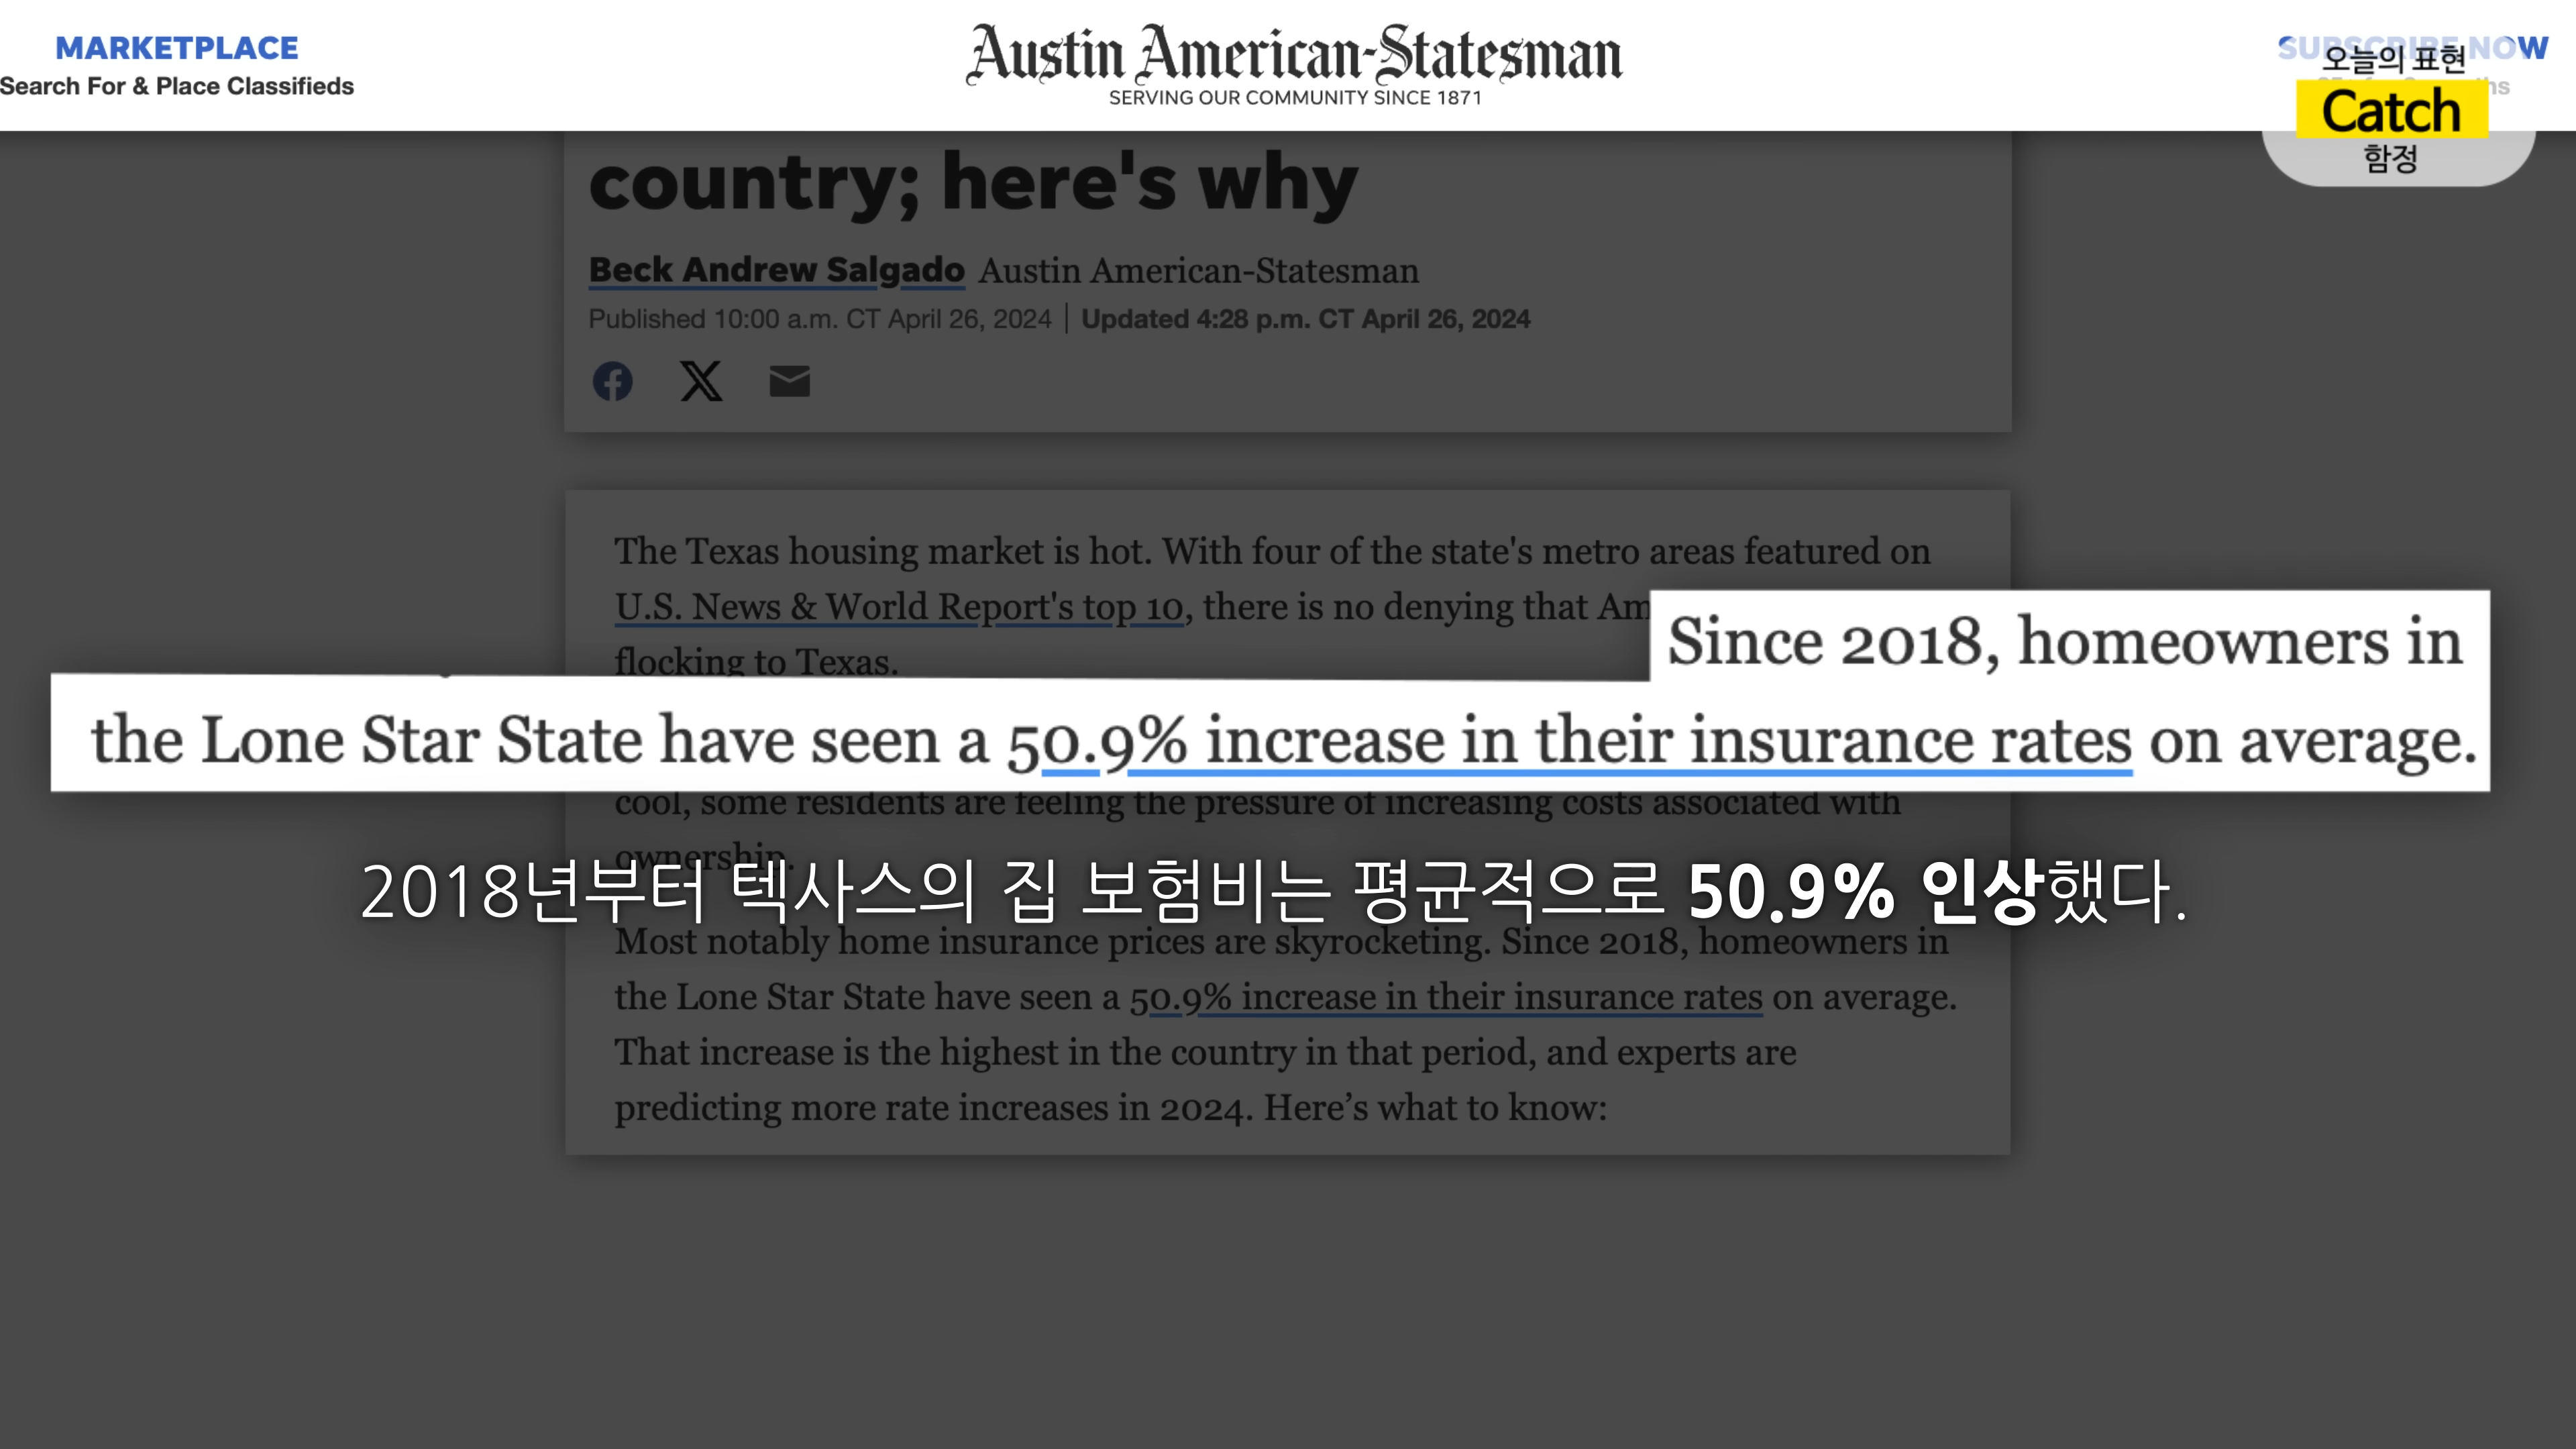 MARKETPLACE
Search For & Place Classifieds
Austin American-Statesman
SERVING OUR COMMUNITY SINCE 1871
SUBSCRIBE NOW
오늘의 표현
Catch
함정
country; here's why
Beck Andrew Salgado Austin American-Statesman
Published 10:00 a.m. CT April 26, 2024 | Updated 4:28 p.m. CT April 26, 2024
The Texas housing market is hot. With four of the state's metro areas featured on
U.S. News & World Report's top 10, there is no denying that
flocking to Texas.
Since 2018, homeowners in
the Lone Star State have seen a 50.9% increase in their insurance rates on average.
cool, some residents are feeling the pressure of increasing costs associated with
ownership.
2018년부터 텍사스의 집 보험비는 평균적으로 50.9% 인상했다.
Most notably home insurance prices are skyrocketing. Since 2018, homeowners in
the Lone Star State have seen a 50.9% increase in their insurance rates on average.
That increase is the highest in the country in that period, and experts are
predicting more rate increases in 2024. Here’s what to know: